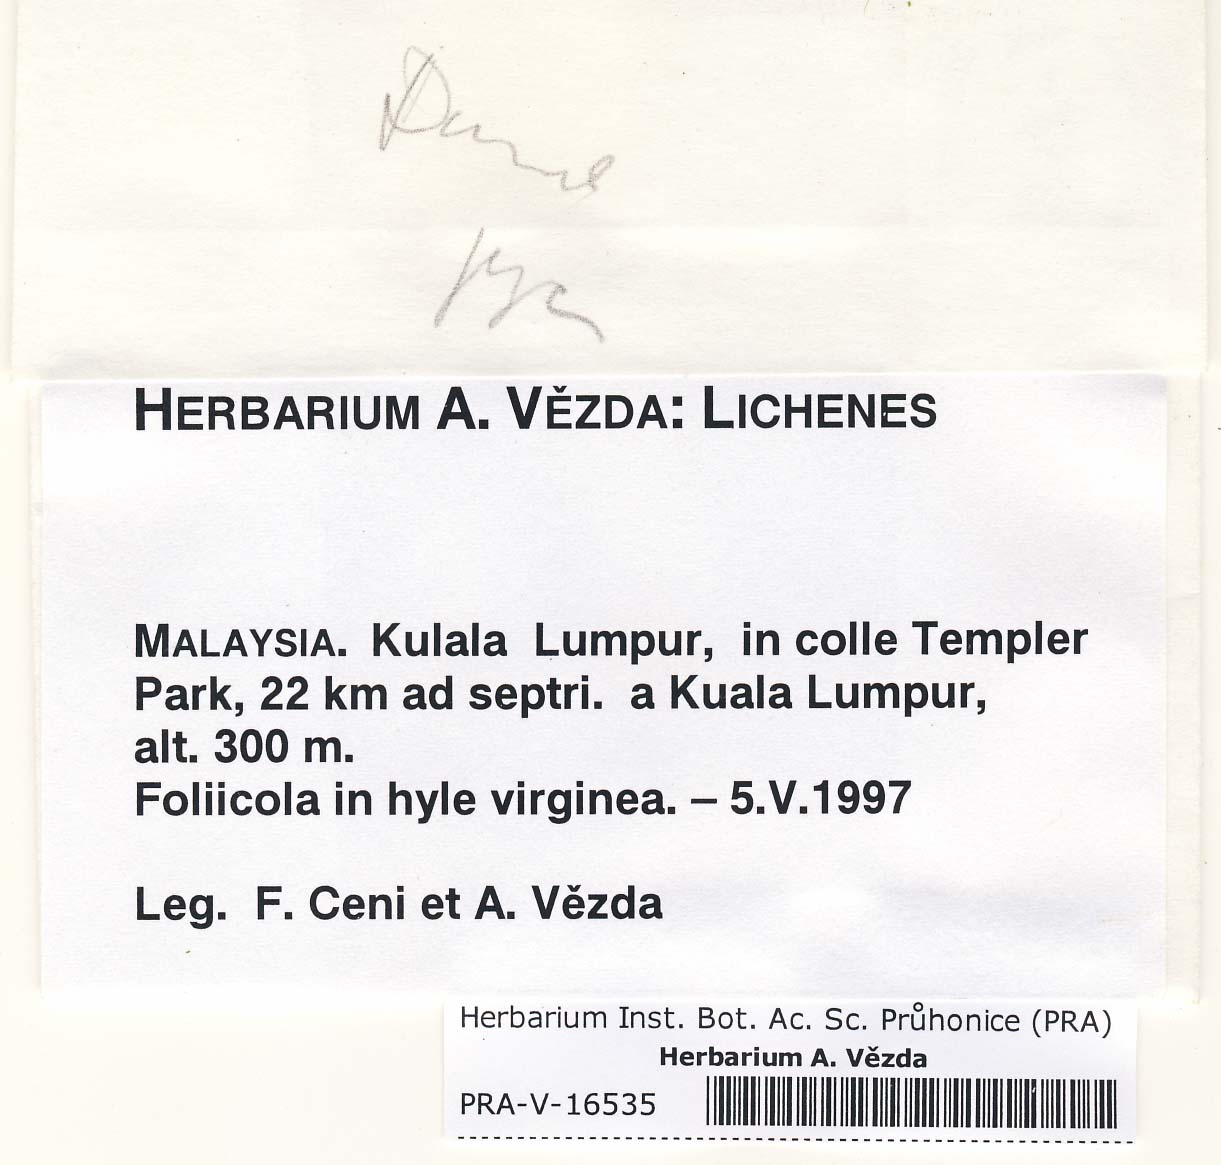 HERBARIUM A. VĚZDA: LICHENES
MALAYSIA. Kulala Lumpur, in colle Templer
Park, 22 km ad septri. a Kuala Lumpur,
alt. 300 m.
Foliicola in hyle virginea. – 5.V.1997
Leg. F. Ceni et A. Vězda
Herbarium Inst. Bot. Ac. Sc. Průhonice (PRA)
Herbarium A. Vězda
PRA-V-16535